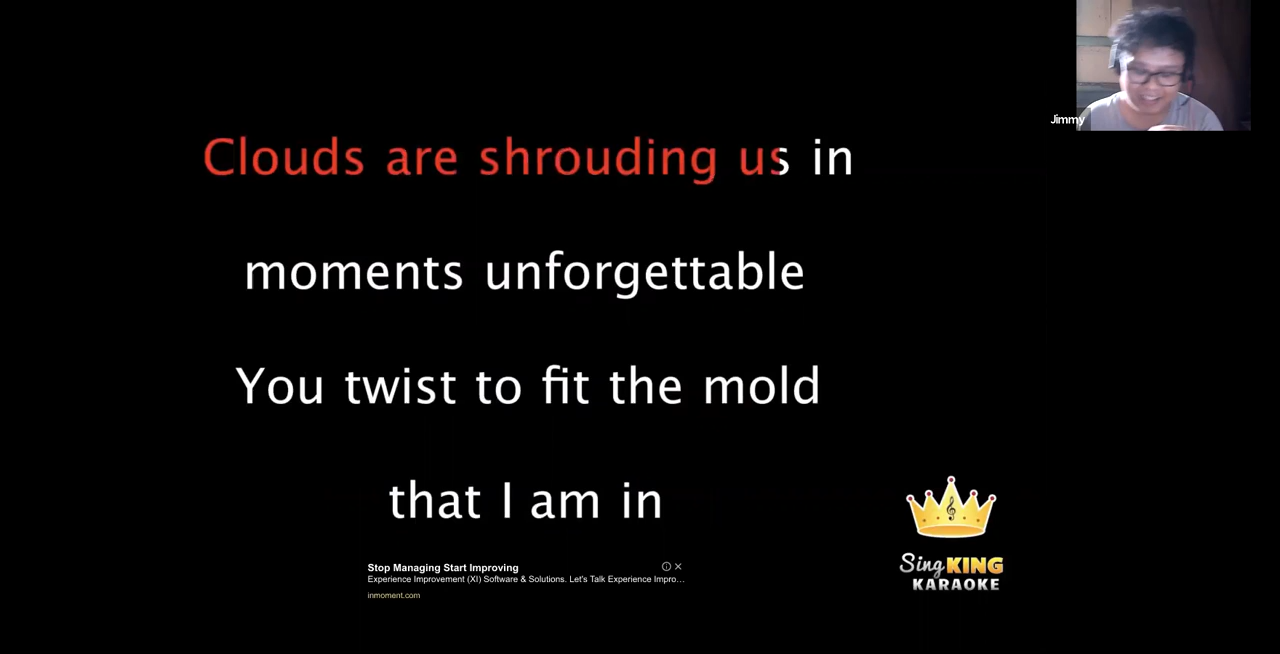 Jimmy
Clouds are shrouding us in
moments unforgettable
You twist to fit the mold
that I am in
Stop Managing Start Improving
Experience Improvement (XI) Software & Solutions. Let's Talk Experience Impro…
inmoment.com
Sing KING
KARAOKE